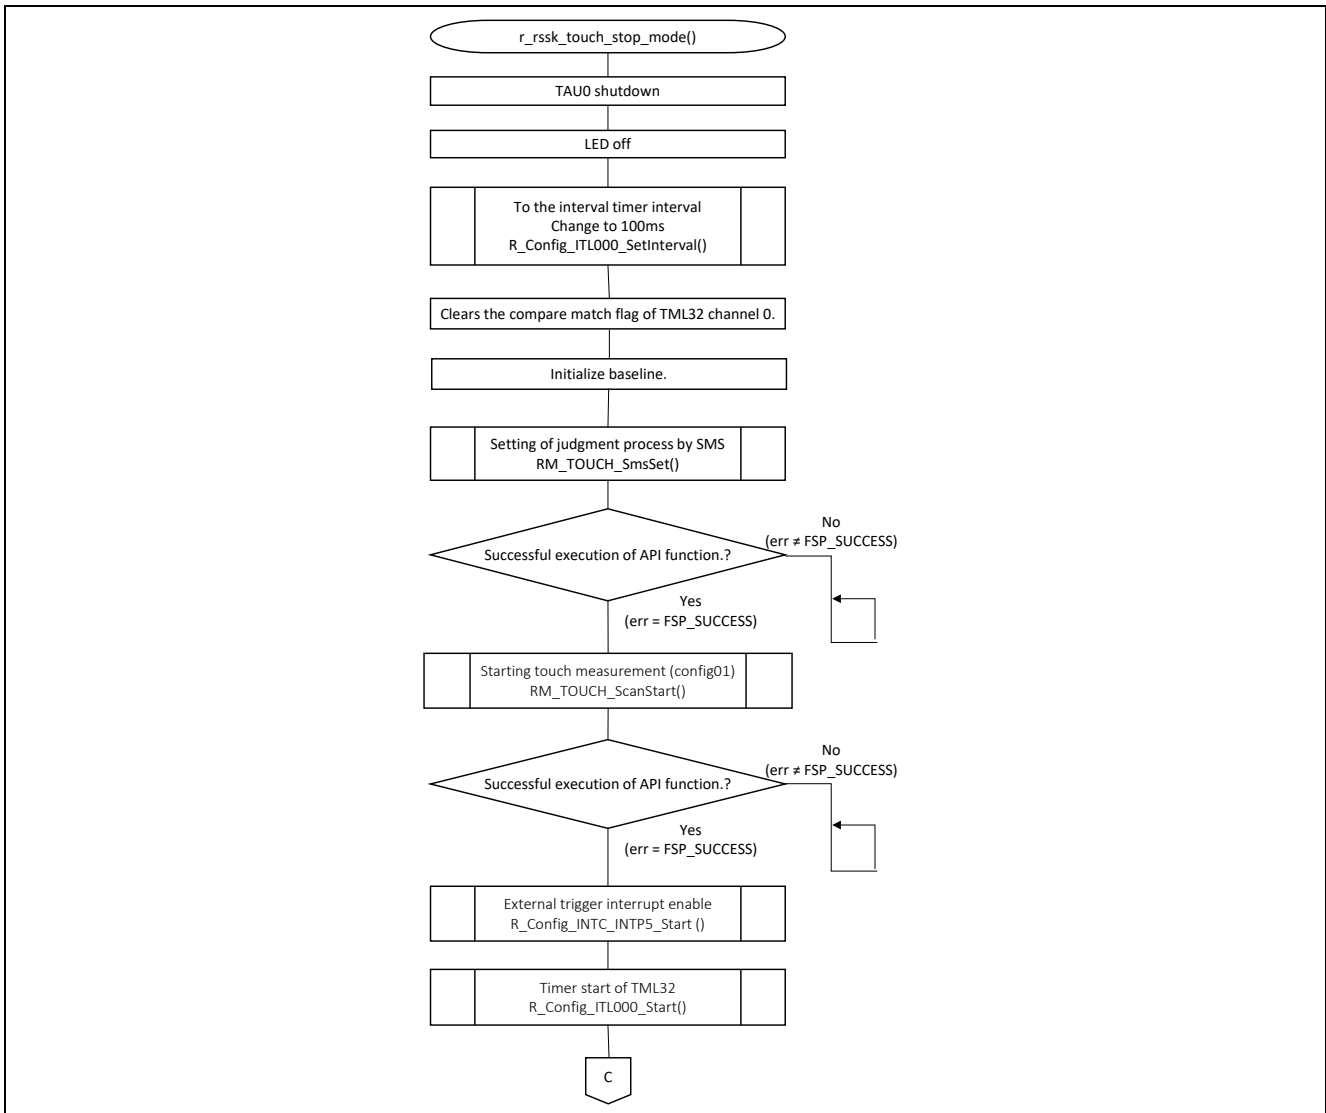 r_rssk_touch_stop_mode()
TAU0 shutdown
LED off
To the interval timer interval
Change to 100ms
R_Config_ITL000_SetInterval()
Clears the compare match flag of TML32 channel 0.
Initialize baseline.
Setting of judgment process by SMS
RM_TOUCH_SmsSet()
No
(err ≠ FSP_SUCCESS)
Successful execution of API function.?
Yes
(err = FSP_SUCCESS)
Starting touch measurement (config01)
RM_TOUCH_ScanStart()
No
(err ≠ FSP_SUCCESS)
Successful execution of API function.?
Yes
(err = FSP_SUCCESS)
External trigger interrupt enable
R_Config_INTC_INTP5_Start ()
Timer start of TML32
R_Config_ITL000_Start()
C